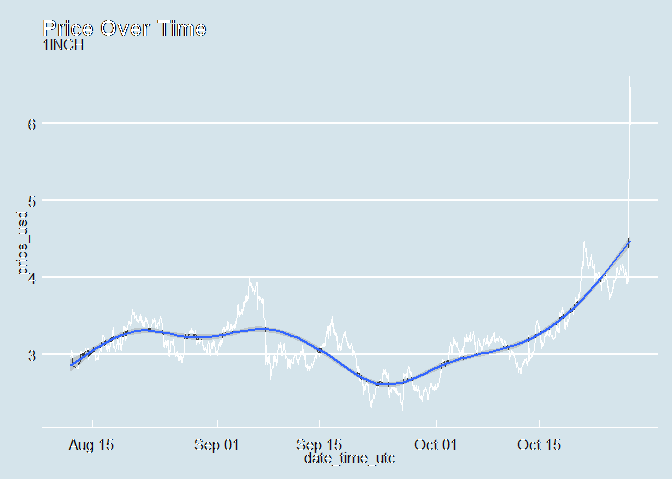 Price Over Time
1INCH
6
5
4
3
price_usd
Aug 15 Sep 01 Sep 15 Oct 01 Oct 15
date_time_utc